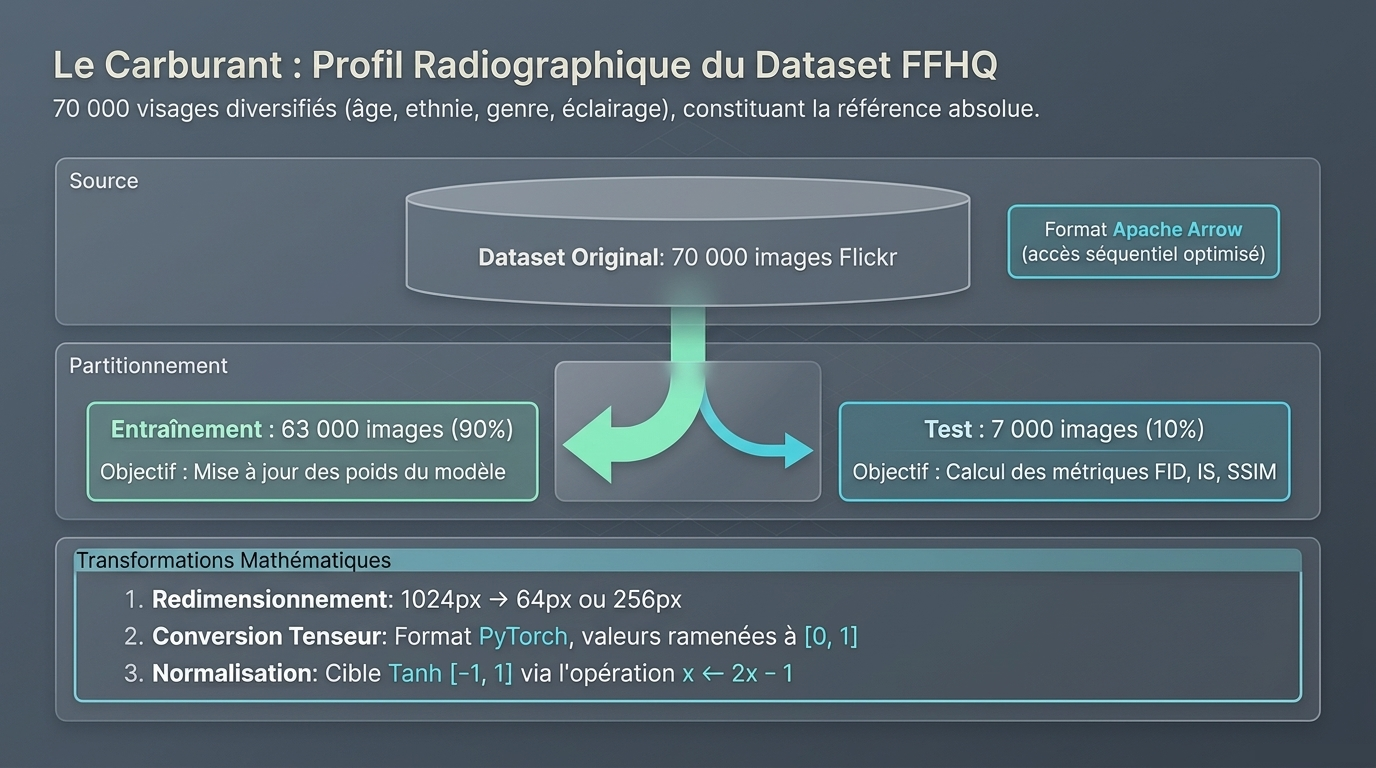 Le Carburant : Profil Radiographique du Dataset FFHQ
70 000 visages diversifiés (âge, ethnie, genre, éclairage), constituant la référence absolue.
Source
Dataset Original: 70 000 images Flickr
Format Apache Arrow
(accès séquentiel optimisé)
Partitionnement
Entraînement : 63 000 images (90%)
Objectif : Mise à jour des poids du modèle
Test : 7 000 images (10%)
Objectif : Calcul des métriques FID, IS, SSIM
Transformations Mathématiques
1. Redimensionnement: 1024px → 64px ou 256px
2. Conversion Tenseur: Format PyTorch, valeurs ramenées à [0, 1]
3. Normalisation: Cible Tanh [−1, 1] via l'opération x ← 2x − 1